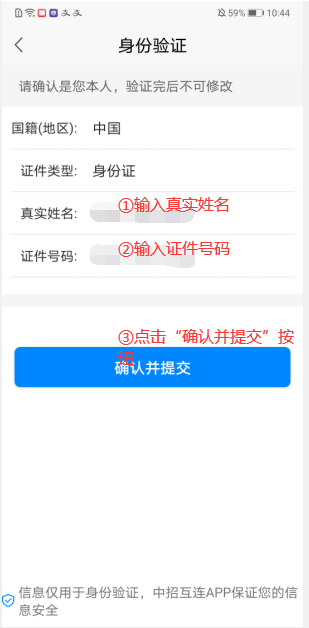 59% 10:44
身份验证
请确认是您本人，验证完后不可修改
国籍(地区): 中国
证件类型: 身份证
真实姓名: ①输入真实姓名
证件号码: ②输入证件号码
③点击“确认并提交”按
钮
确认并提交
信息仅用于身份验证，中招互连APP保证您的信
息安全